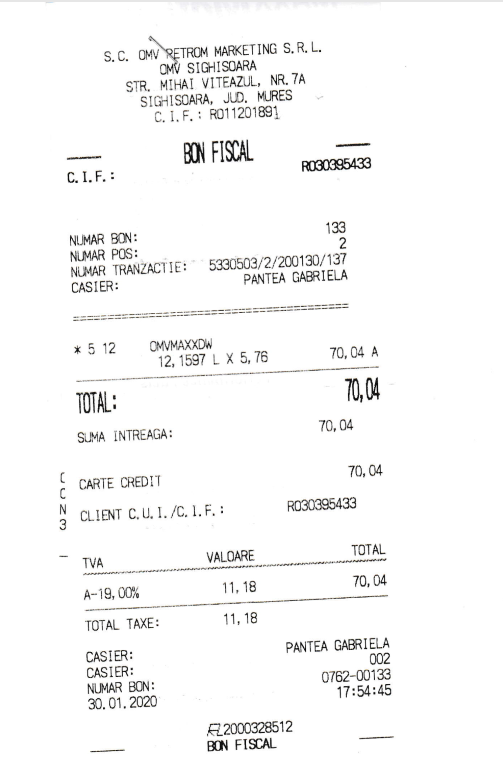 S.C. OMV PETROM MARKETING S.R.L.
OMV SIGHISOARA
STR. MIHAI VITEAZUL, NR.7A
SIGHISOARA, JUD. MURES
C.I.F.: RO11201891
BON FISCAL
C.I.F.: RO30395433
NUMAR BON: 133
NUMAR POS: 2
NUMAR TRANZACTIE: 5330503/2/200130/137
CASIER: PANTEA GABRIELA
* 5 12 OMVMAXXDW
12,1597 L X 5,76 70,04 A
TOTAL: 70,04
SUMA INTREAGA: 70,04
CARTE CREDIT 70,04
CLIENT C.U.I./C.I.F.: RO30395433
C
C
N
3
TVA VALOARE TOTAL
A-19,00% 11,18 70,04
TOTAL TAXE: 11,18
CASIER: PANTEA GABRIELA
CASIER: 002
NUMAR BON: 0762-00133
30.01.2020 17:54:45
2000328512
BON FISCAL